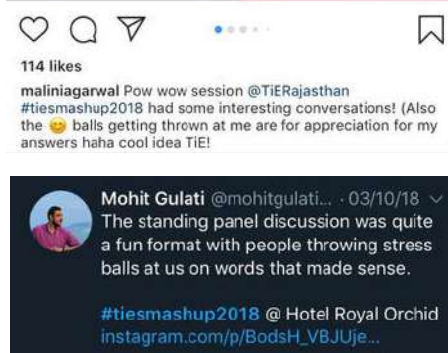 114 likes
maliniagarwal Pow wow session @TiERajasthan
#tiesmashup2018 had some interesting conversations! (Also
the 😊 balls getting thrown at me are for appreciation for my
answers haha cool idea TiE!
Mohit Gulati @mohitgulati... · 03/10/18
The standing panel discussion was quite
a fun format with people throwing stress
balls at us on words that made sense.
#tiesmashup2018 @ Hotel Royal Orchid
instagram.com/p/BodsH_VBJUje...